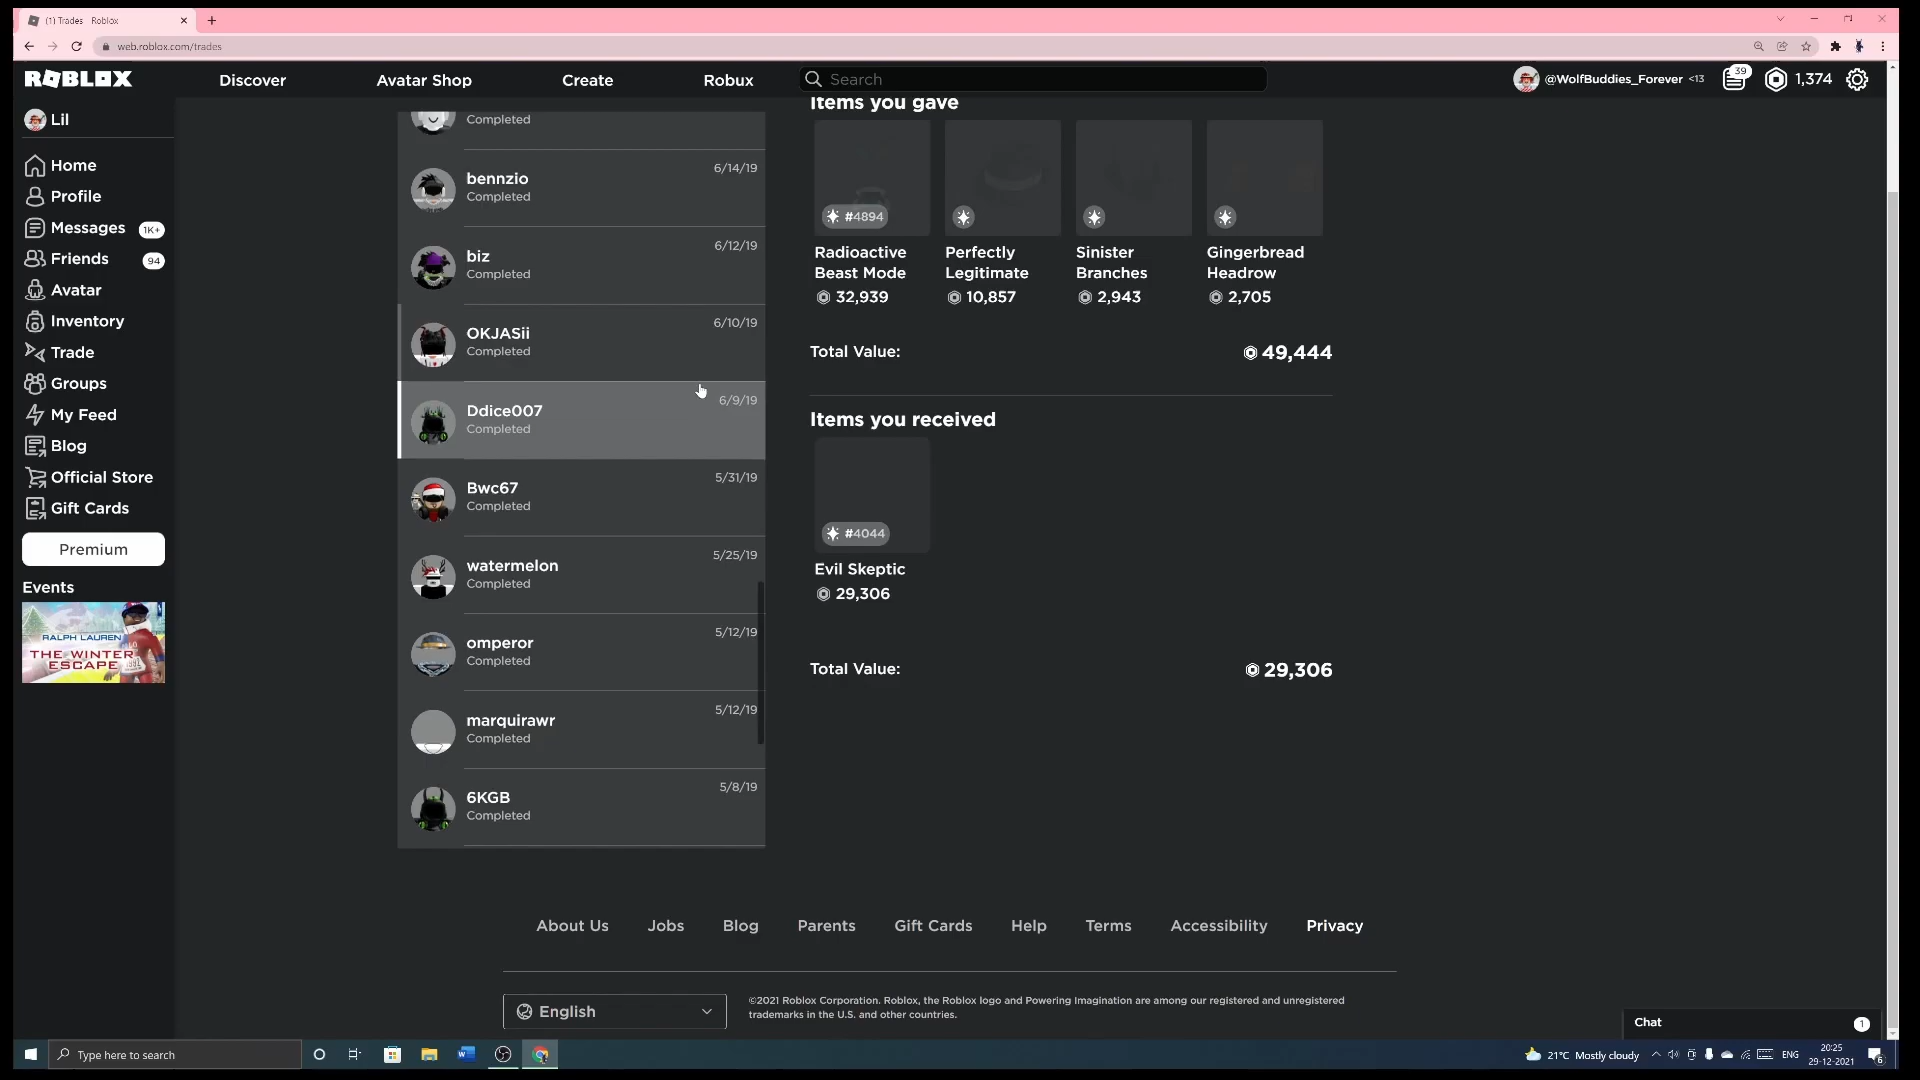 (1) Trades - Roblox
web.roblox.com/trades
ROBLOX
Discover
Avatar Shop
Create
Robux
Search
@WolfBuddies_Forever <13
39
1,374
Lil
Home
Profile
Messages 1K+
Friends 94
Avatar
Inventory
Trade
Groups
My Feed
Blog
Official Store
Gift Cards
Premium
Events
RALPH LAUREN
THE WINTER
ESCAPE
Completed
bennzio 6/14/19
Completed
biz 6/12/19
Completed
OKJASii 6/10/19
Completed
Ddice007 6/9/19
Completed
Bwc67 5/31/19
Completed
watermelon 5/25/19
Completed
omperor 5/12/19
Completed
marquirawr 5/12/19
Completed
6KGB 5/8/19
Completed
Items you gave
#4894
Radioactive
Beast Mode
32,939
Perfectly
Legitimate
10,857
Sinister
Branches
2,943
Gingerbread
Headrow
2,705
Total Value: 49,444
Items you received
#4044
Evil Skeptic
29,306
Total Value: 29,306
About Us
Jobs
Blog
Parents
Gift Cards
Help
Terms
Accessibility
Privacy
English
©2021 Roblox Corporation. Roblox, the Roblox logo and Powering Imagination are among our registered and unregistered
trademarks in the U.S. and other countries.
Chat 1
Type here to search
21°C Mostly cloudy
ENG
20:25
29-12-2021
6